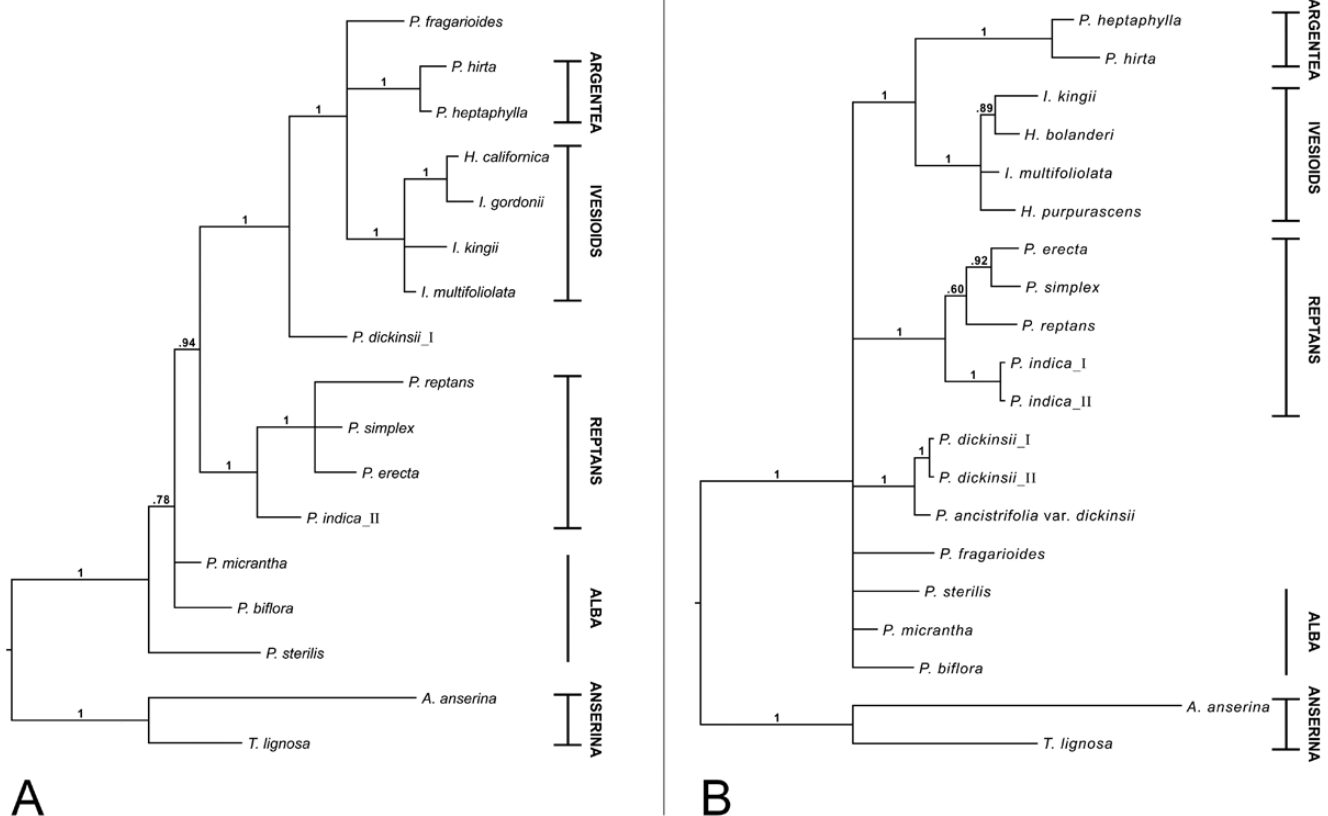 P. fragarioides
1
P. hirta
P. heptaphylla
ARGENTEA
1
H. californica
1
I. gordonii
1
I. kingii
I. multifoliolata
IVESIOIDS
1
P. dickinsii_I
.94
P. reptans
1
P. simplex
1
P. erecta
P. indica_II
REPTANS
.78
P. micrantha
P. biflora
P. sterilis
ALBA
1
A. anserina
1
T. lignosa
ANSERINA
A
P. heptaphylla
1
P. hirta
ARGENTEA
1
I. kingii
.89
H. bolanderi
1
I. multifoliolata
H. purpurascens
IVESIOIDS
P. erecta
.92
P. simplex
.60
P. reptans
1
P. indica_I
1
P. indica_II
REPTANS
P. dickinsii_I
1
P. dickinsii_II
1
P. ancistrifolia var. dickinsii
1
P. fragarioides
P. sterilis
P. micrantha
P. biflora
ALBA
A. anserina
1
T. lignosa
ANSERINA
B